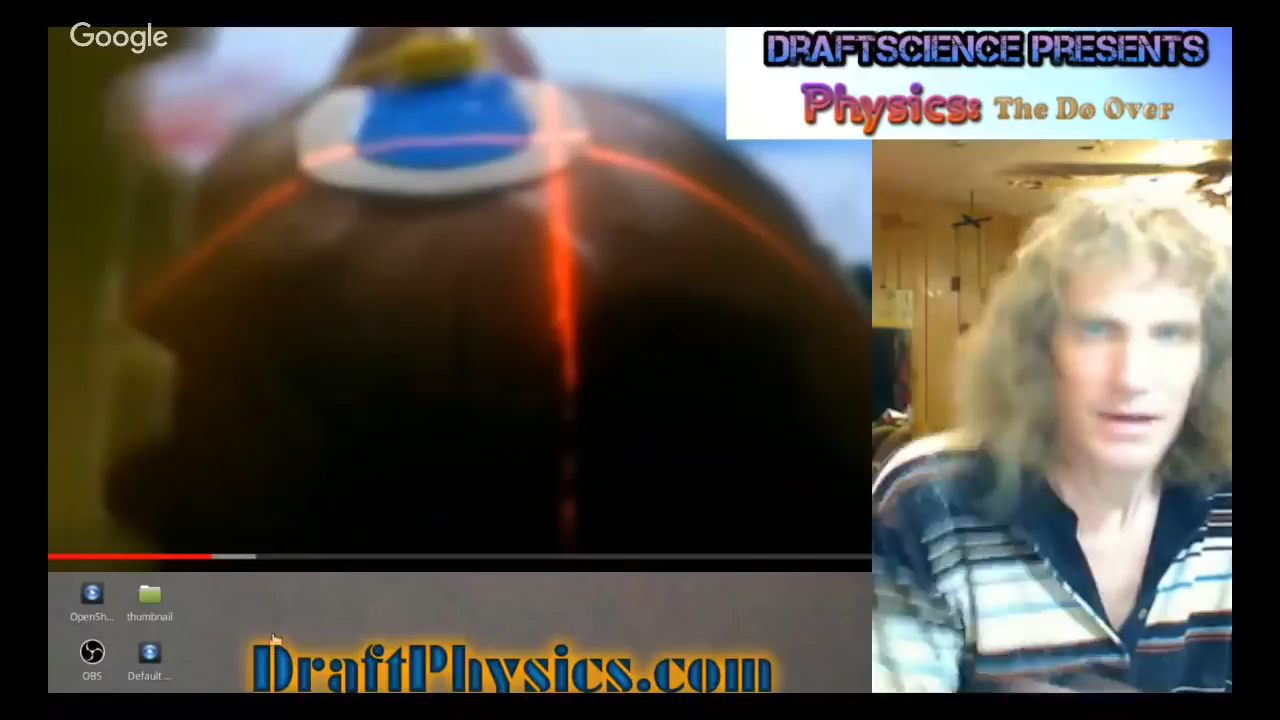 Google
DRAFTSCIENCE PRESENTS
Physics: The Do Over
OpenSh...
thumbnail
OBS
Default ...
DraftPhysics.com